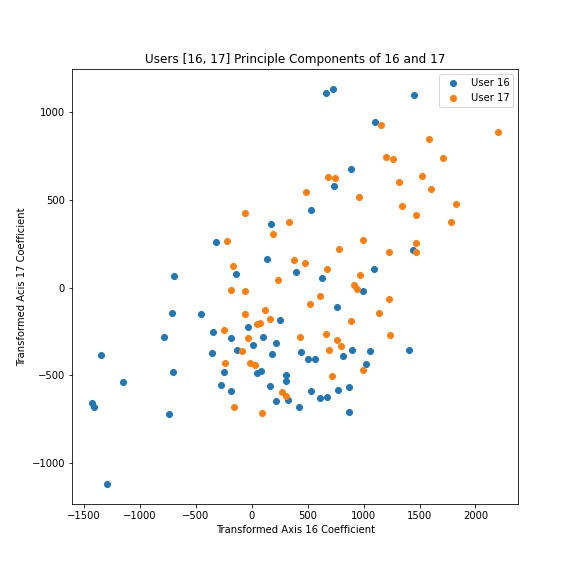 Users [16, 17] Principle Components of 16 and 17
User 16
User 17
1000
500
0
−500
−1000
Transformed Acis 17 Coefficient
−1500
−1000
−500
0
500
1000
1500
2000
Transformed Axis 16 Coefficient